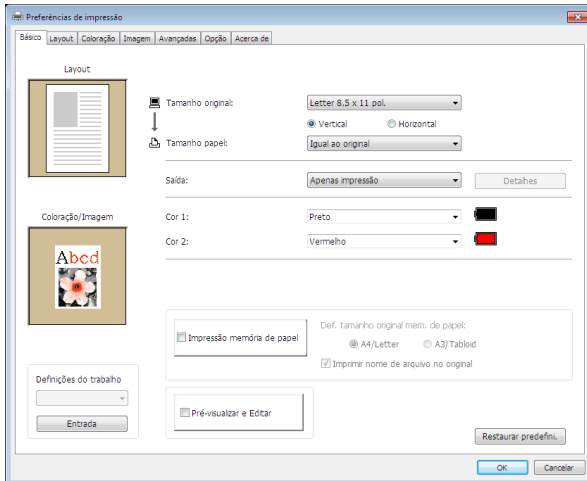 Preferências de impressão
Básico Layout Coloração Imagem Avançadas Opção Acerca de
Layout
Tamanho original: Letter 8.5 x 11 pol.
Vertical Horizontal
Tamanho papel: Igual ao original
Saída: Apenas impressão Detalhes
Coloração/Imagem
Cor 1: Preto
Cor 2: Vermelho
Abcd
Impressão memória de papel
Def. tamanho original mem. de papel:
A4/Letter A3/Tabloid
Imprimir nome de arquivo no original
Definições do trabalho
Entrada
Pré-visualizar e Editar
Restaurar predefini.
OK Cancelar